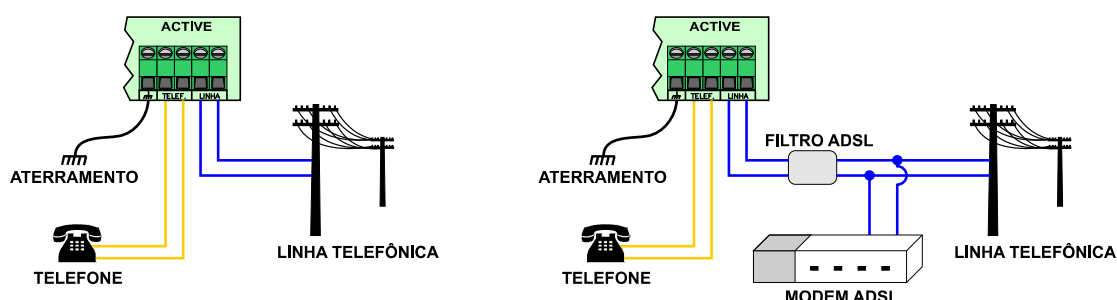 ACTIVE
TELEF.
LINHA
ATERRAMENTO
TELEFONE
LINHA TELEFÔNICA
ACTIVE
TELEF.
LINHA
FILTRO ADSL
ATERRAMENTO
TELEFONE
LINHA TELEFÔNICA
MODEM ADSL